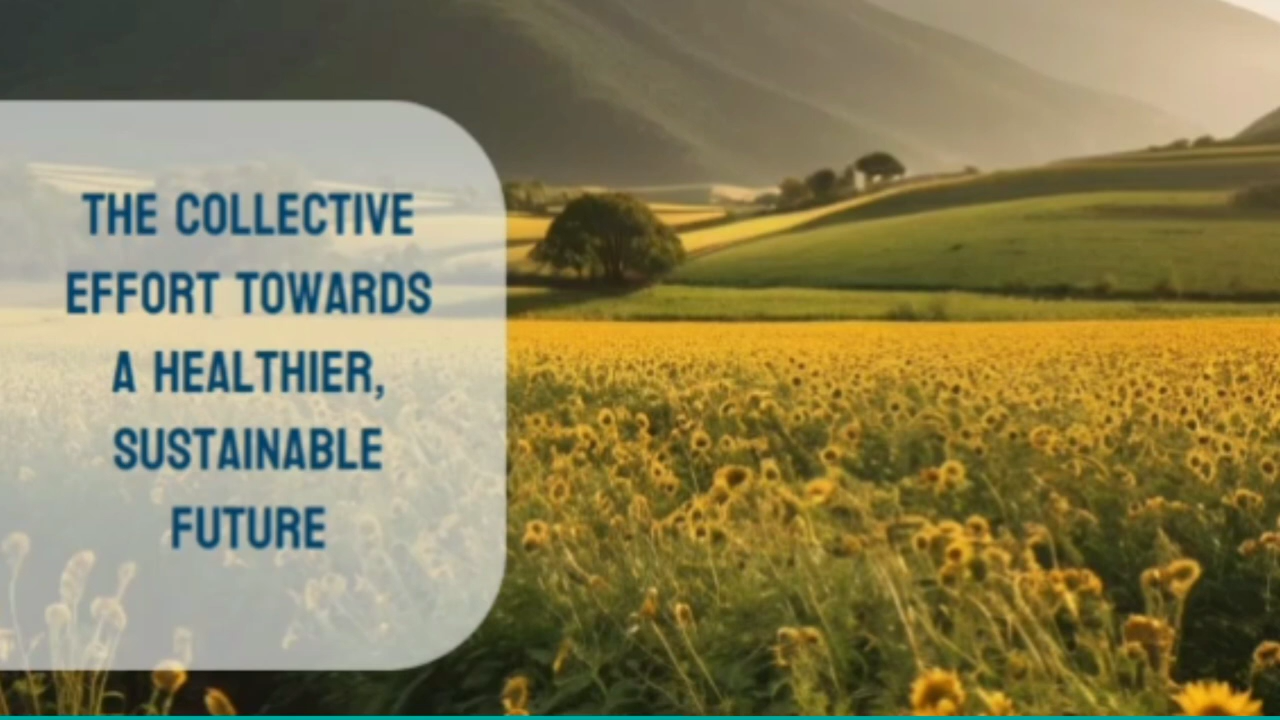 THE COLLECTIVE
EFFORT TOWARDS
A HEALTHIER,
SUSTAINABLE
FUTURE